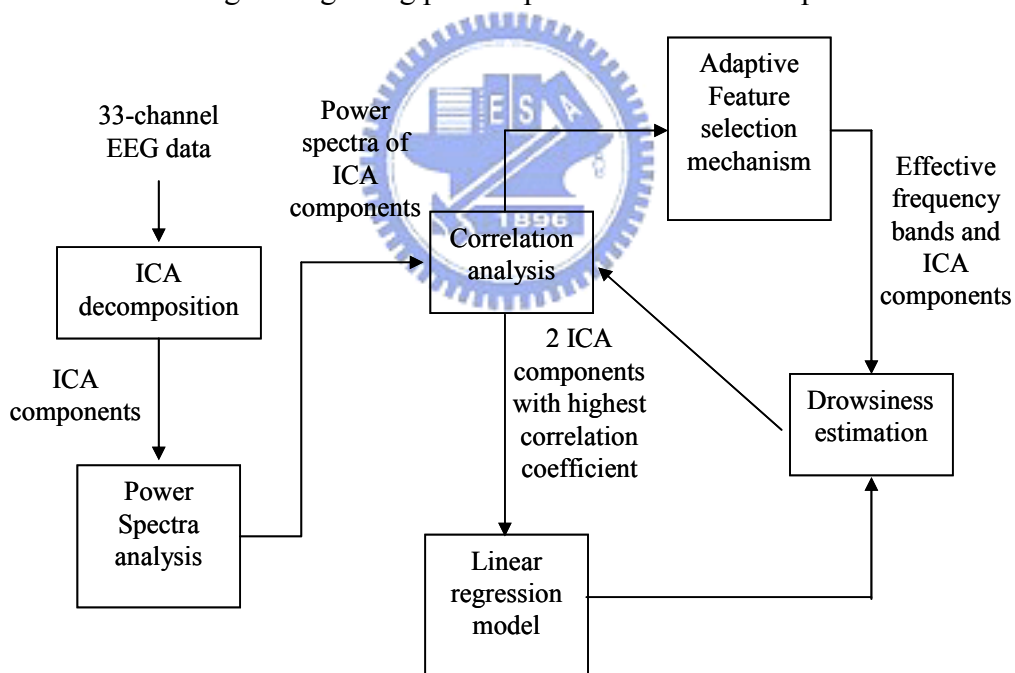 33-channel
EEG data
ICA
decomposition
ICA
components
Power
Spectra
analysis
Power
spectra of
ICA
components
ESA
1896
Correlation
analysis
2 ICA
components
with highest
correlation
coefficient
Linear
regression
model
Adaptive
Feature
selection
mechanism
Effective
frequency
bands and
ICA
components
Drowsiness
estimation